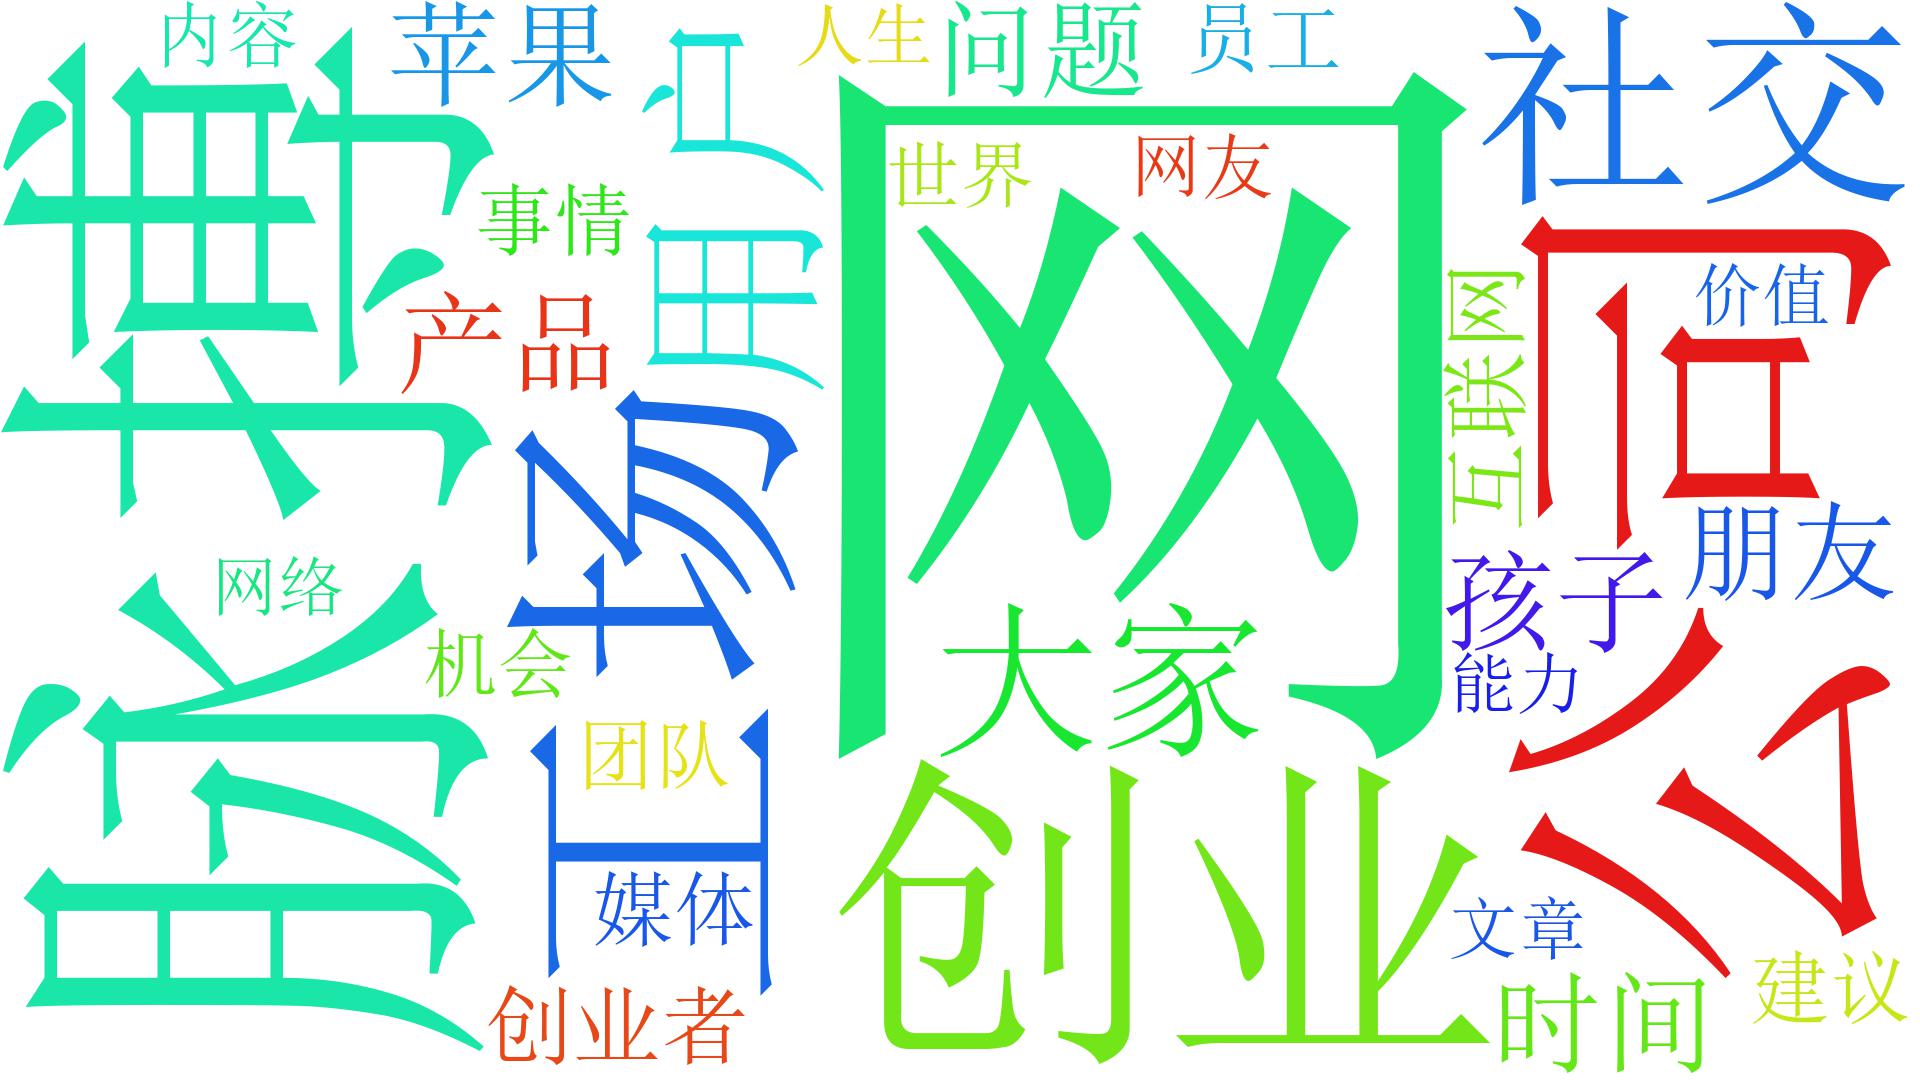 内容
苹果
用户
人生
问题
员工
社交
脉搏
网
世界
网友
事情
产品
工场
互联网
公司
价值
朋友
孩子
能力
网络
机会
大家
团队
创业
媒体
创业者
文章
时间
建议